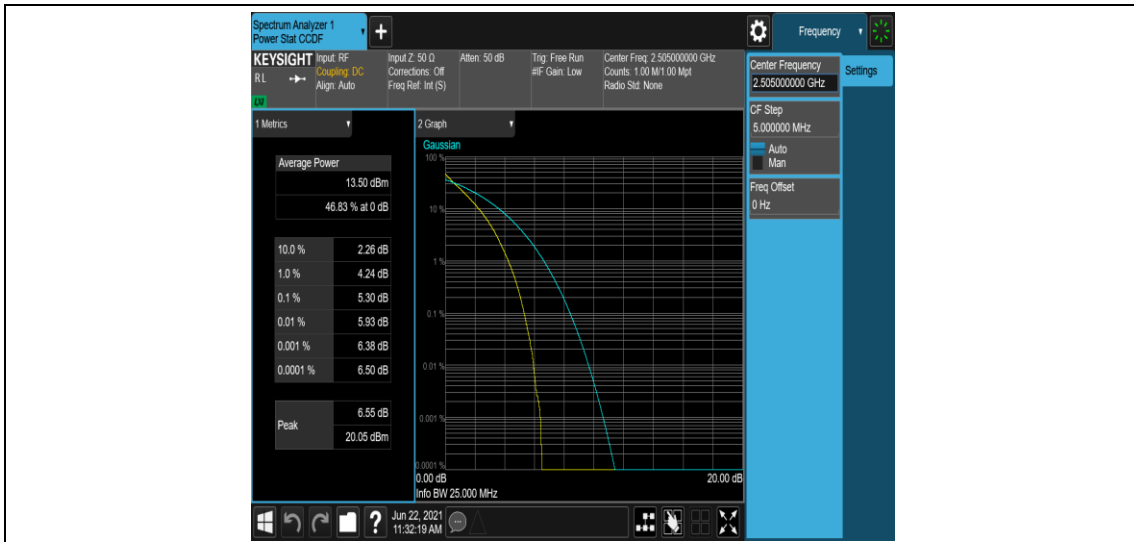 Spectrum Analyzer 1
Power Stat CCDF
+
Frequency
KEYSIGHT
RL
LXI
Input: RF
Coupling: DC
Align: Auto
Input Z: 50 Ω
Corrections: Off
Freq Ref: Int (S)
Atten: 50 dB
Trig: Free Run
#IF Gain: Low
Center Freq: 2.505000000 GHz
Counts: 1.00 M/1.00 Mpt
Radio Std: None
Center Frequency
2.505000000 GHz
Settings
CF Step
5.000000 MHz
Auto
Man
Freq Offset
0 Hz
1 Metrics
Average Power
13.50 dBm
46.83 % at 0 dB
10.0 % 2.26 dB
1.0 % 4.24 dB
0.1 % 5.30 dB
0.01 % 5.93 dB
0.001 % 6.38 dB
0.0001 % 6.50 dB
Peak
6.55 dB
20.05 dBm
2 Graph
Gaussian
100 %
10 %
1 %
0.1 %
0.01 %
0.001 %
0.0001 %
0.00 dB 20.00 dB
Info BW 25.000 MHz
?
Jun 22, 2021
11:32:19 AM